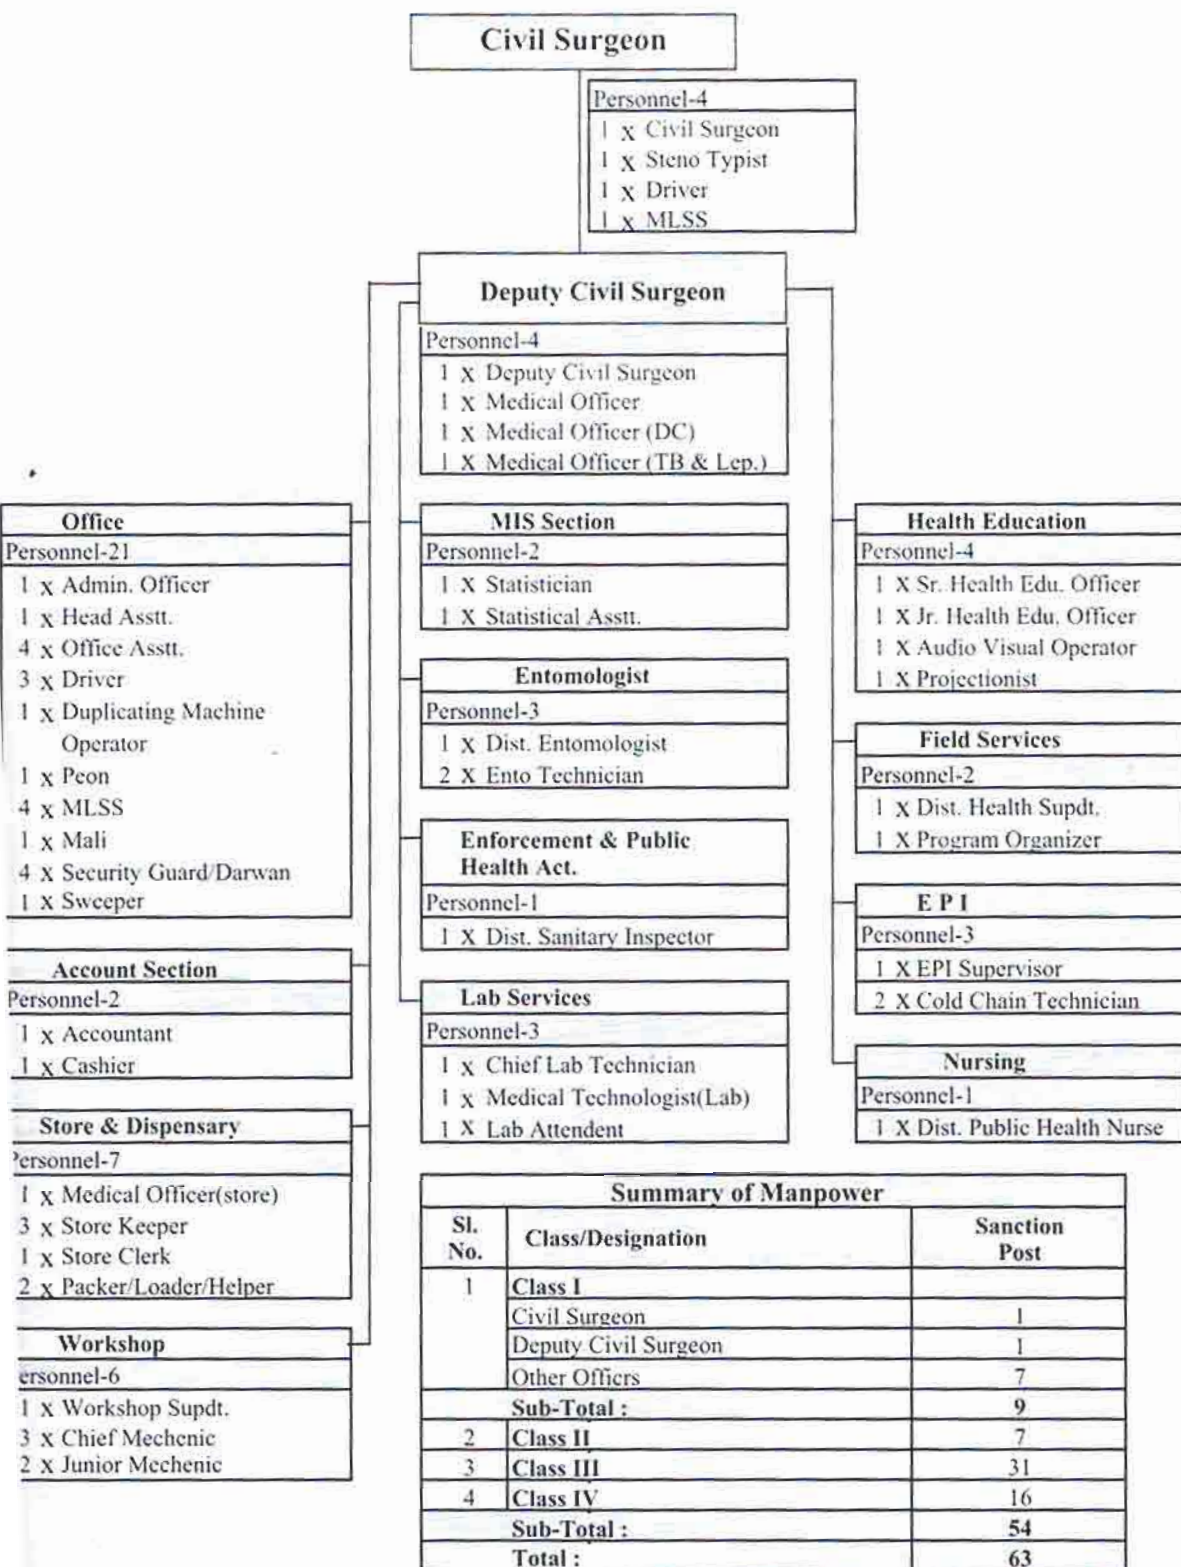 Civil Surgeon
Personnel-4
1 X Civil Surgeon
1 X Steno Typist
1 X Driver
1 X MLSS
Deputy Civil Surgeon
Personnel-4
1 X Deputy Civil Surgeon
1 X Medical Officer
1 X Medical Officer (DC)
1 X Medical Officer (TB & Lep.)
Office
Personnel-21
1 x Admin. Officer
1 x Head Asstt.
4 x Office Asstt.
3 x Driver
1 x Duplicating Machine
Operator
1 x Peon
4 x MLSS
1 x Mali
4 x Security Guard/Darwan
1 x Sweeper
Account Section
Personnel-2
1 x Accountant
1 x Cashier
Store & Dispensary
Personnel-7
1 x Medical Officer(store)
3 x Store Keeper
1 x Store Clerk
2 x Packer/Loader/Helper
Workshop
ersonnel-6
1 x Workshop Supdt.
3 x Chief Mechenic
2 x Junior Mechenic
MIS Section
Personnel-2
1 X Statistician
1 X Statistical Asstt.
Entomologist
Personnel-3
1 X Dist. Entomologist
2 X Ento Technician
Enforcement & Public
Health Act.
Personnel-1
1 X Dist. Sanitary Inspector
Lab Services
Personnel-3
1 x Chief Lab Technician
1 x Medical Technologist(Lab)
1 X Lab Attendent
Health Education
Personnel-4
1 X Sr. Health Edu. Officer
1 X Jr. Health Edu. Officer
1 X Audio Visual Operator
1 X Projectionist
Field Services
Personnel-2
1 X Dist. Health Supdt.
1 X Program Organizer
E P I
Personnel-3
1 X EPI Supervisor
2 X Cold Chain Technician
Nursing
Personnel-1
1 X Dist. Public Health Nurse
Summary of Manpower
Sl. No. Class/Designation Sanction Post
1 Class I
Civil Surgeon 1
Deputy Civil Surgeon 1
Other Officrs 7
Sub-Total : 9
2 Class II 7
3 Class III 31
4 Class IV 16
Sub-Total : 54
Total : 63